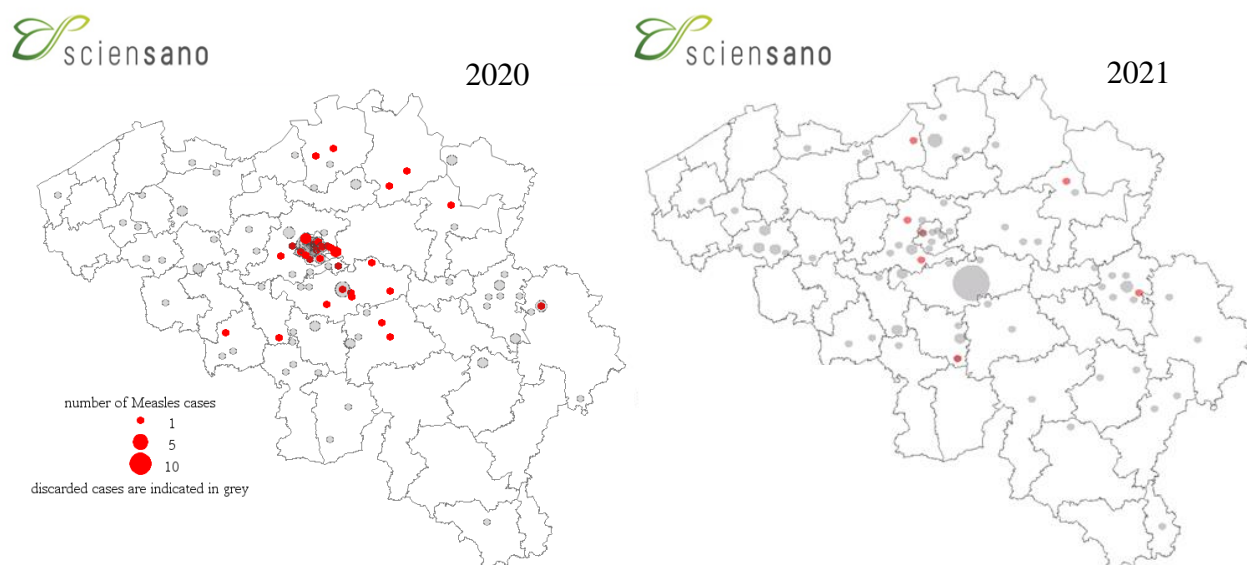 sciensano
2020
number of Measles cases
1
5
10
discarded cases are indicated in grey
sciensano
2021